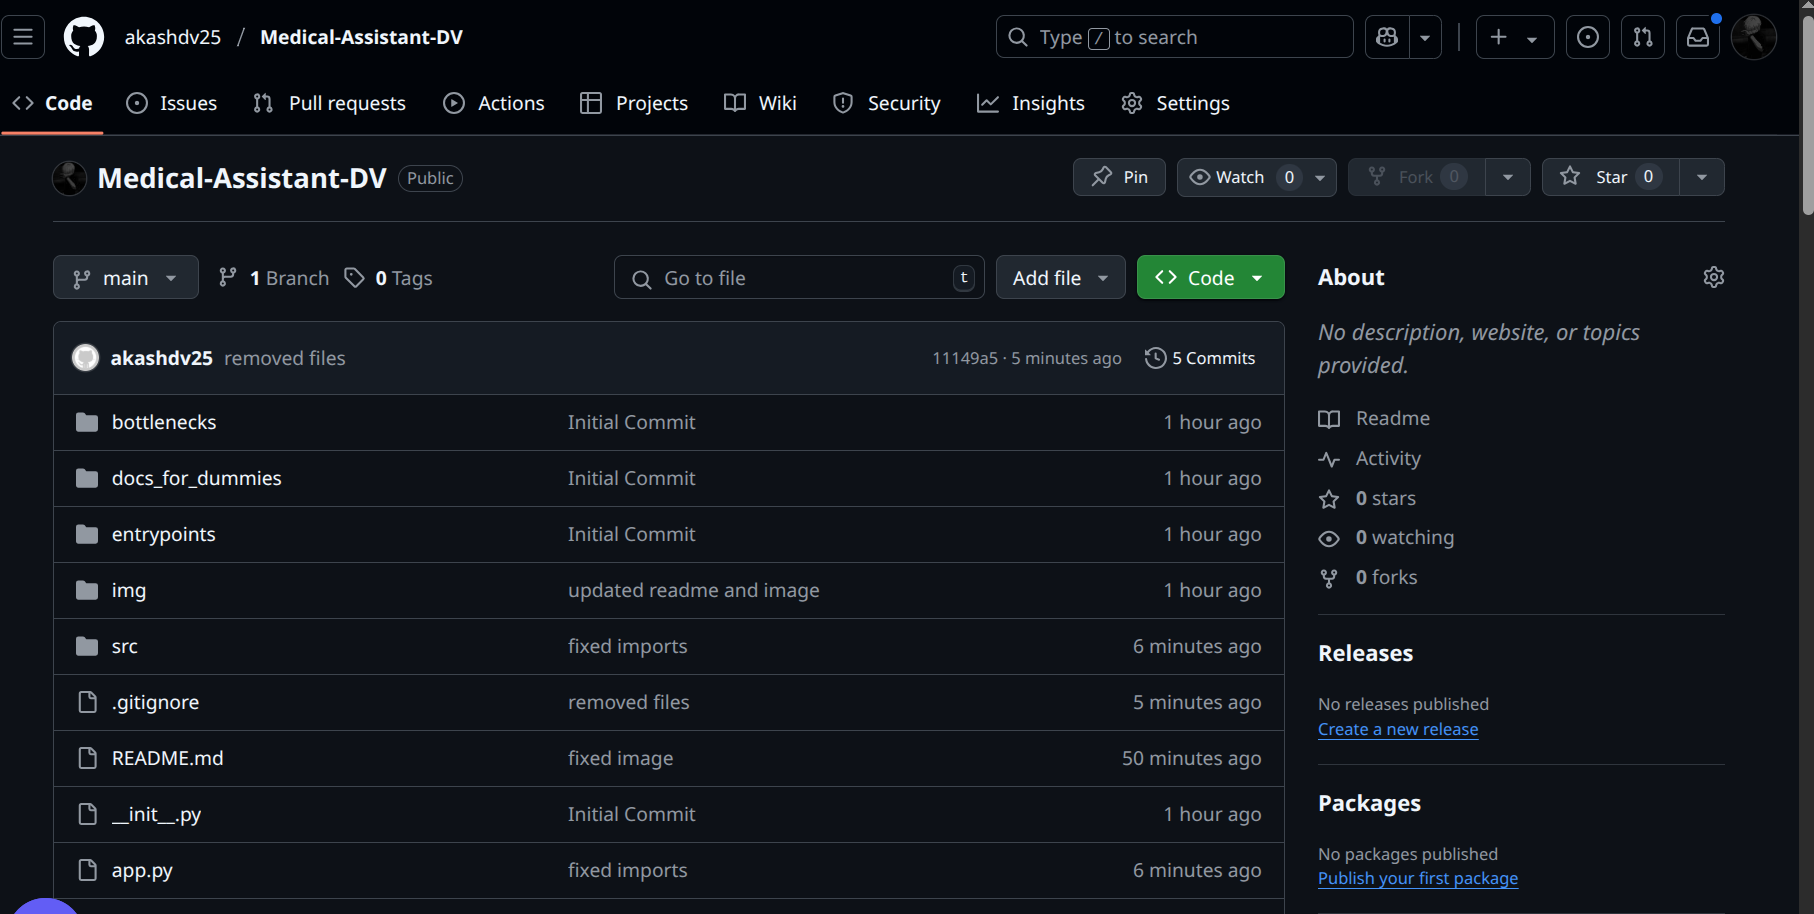 akashdv25 / Medical-Assistant-DV
Type / to search
Code Issues Pull requests Actions Projects Wiki Security Insights Settings
Medical-Assistant-DV Public
Pin Watch 0 Fork 0 Star 0
main 1 Branch 0 Tags
Go to file t Add file Code
akashdv25 removed files 11149a5 · 5 minutes ago 5 Commits
bottlenecks Initial Commit 1 hour ago
docs_for_dummies Initial Commit 1 hour ago
entrypoints Initial Commit 1 hour ago
img updated readme and image 1 hour ago
src fixed imports 6 minutes ago
.gitignore removed files 5 minutes ago
README.md fixed image 50 minutes ago
__init__.py Initial Commit 1 hour ago
app.py fixed imports 6 minutes ago
About
No description, website, or topics
provided.
Readme
Activity
0 stars
0 watching
0 forks
Releases
No releases published
Create a new release
Packages
No packages published
Publish your first package